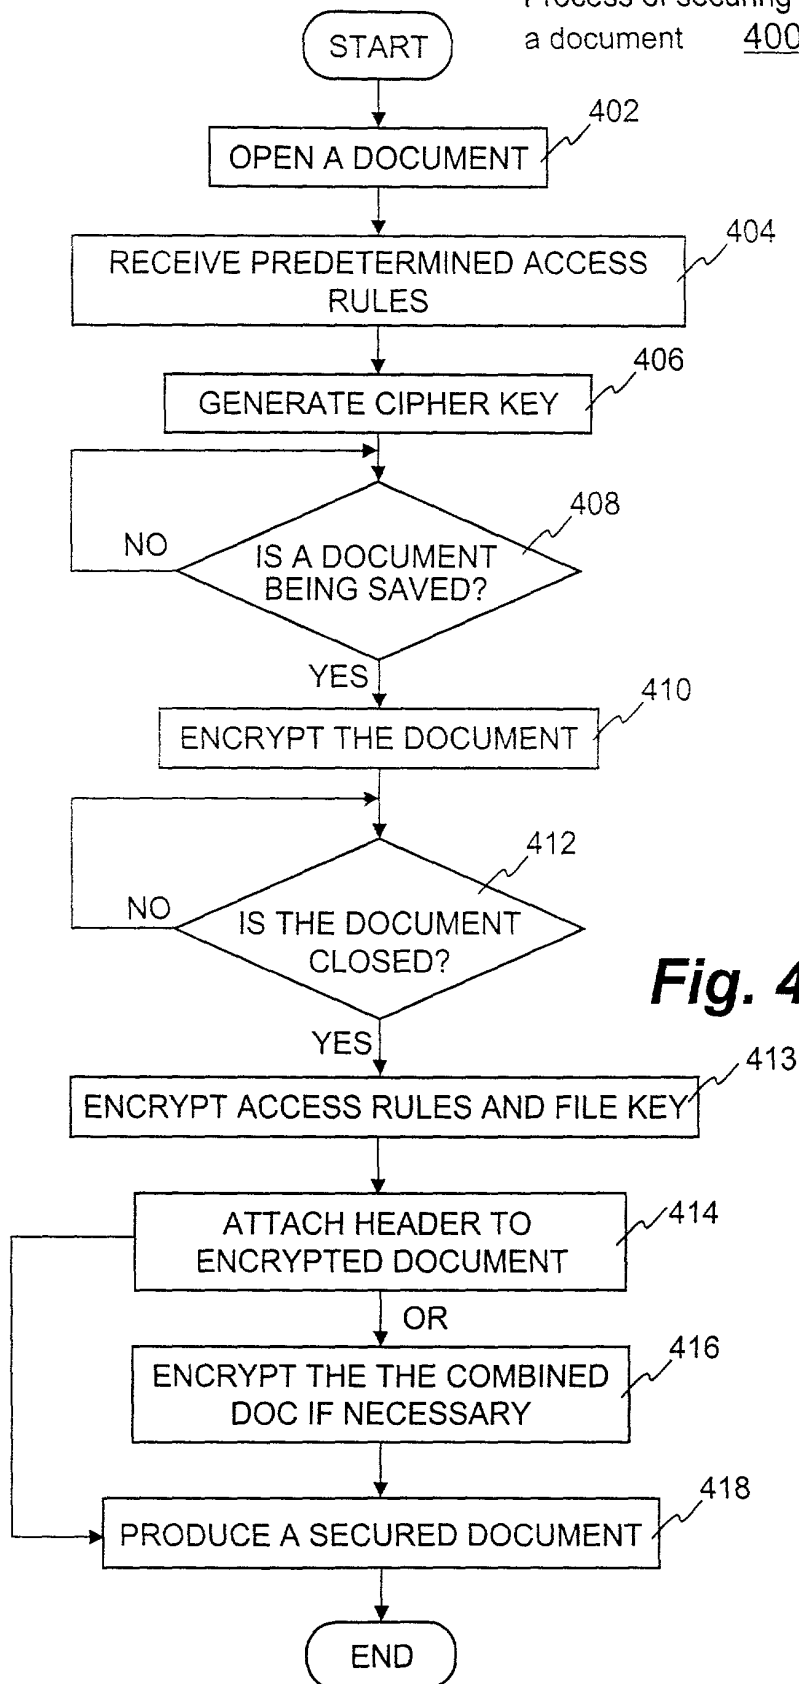 Process of securing
a document 400
START
402
OPEN A DOCUMENT
404
RECEIVE PREDETERMINED ACCESS
RULES
406
GENERATE CIPHER KEY
408
NO
IS A DOCUMENT
BEING SAVED?
YES
410
ENCRYPT THE DOCUMENT
412
NO
IS THE DOCUMENT
CLOSED?
Fig. 4
YES
413
ENCRYPT ACCESS RULES AND FILE KEY
414
ATTACH HEADER TO
ENCRYPTED DOCUMENT
OR
416
ENCRYPT THE THE COMBINED
DOC IF NECESSARY
418
PRODUCE A SECURED DOCUMENT
END